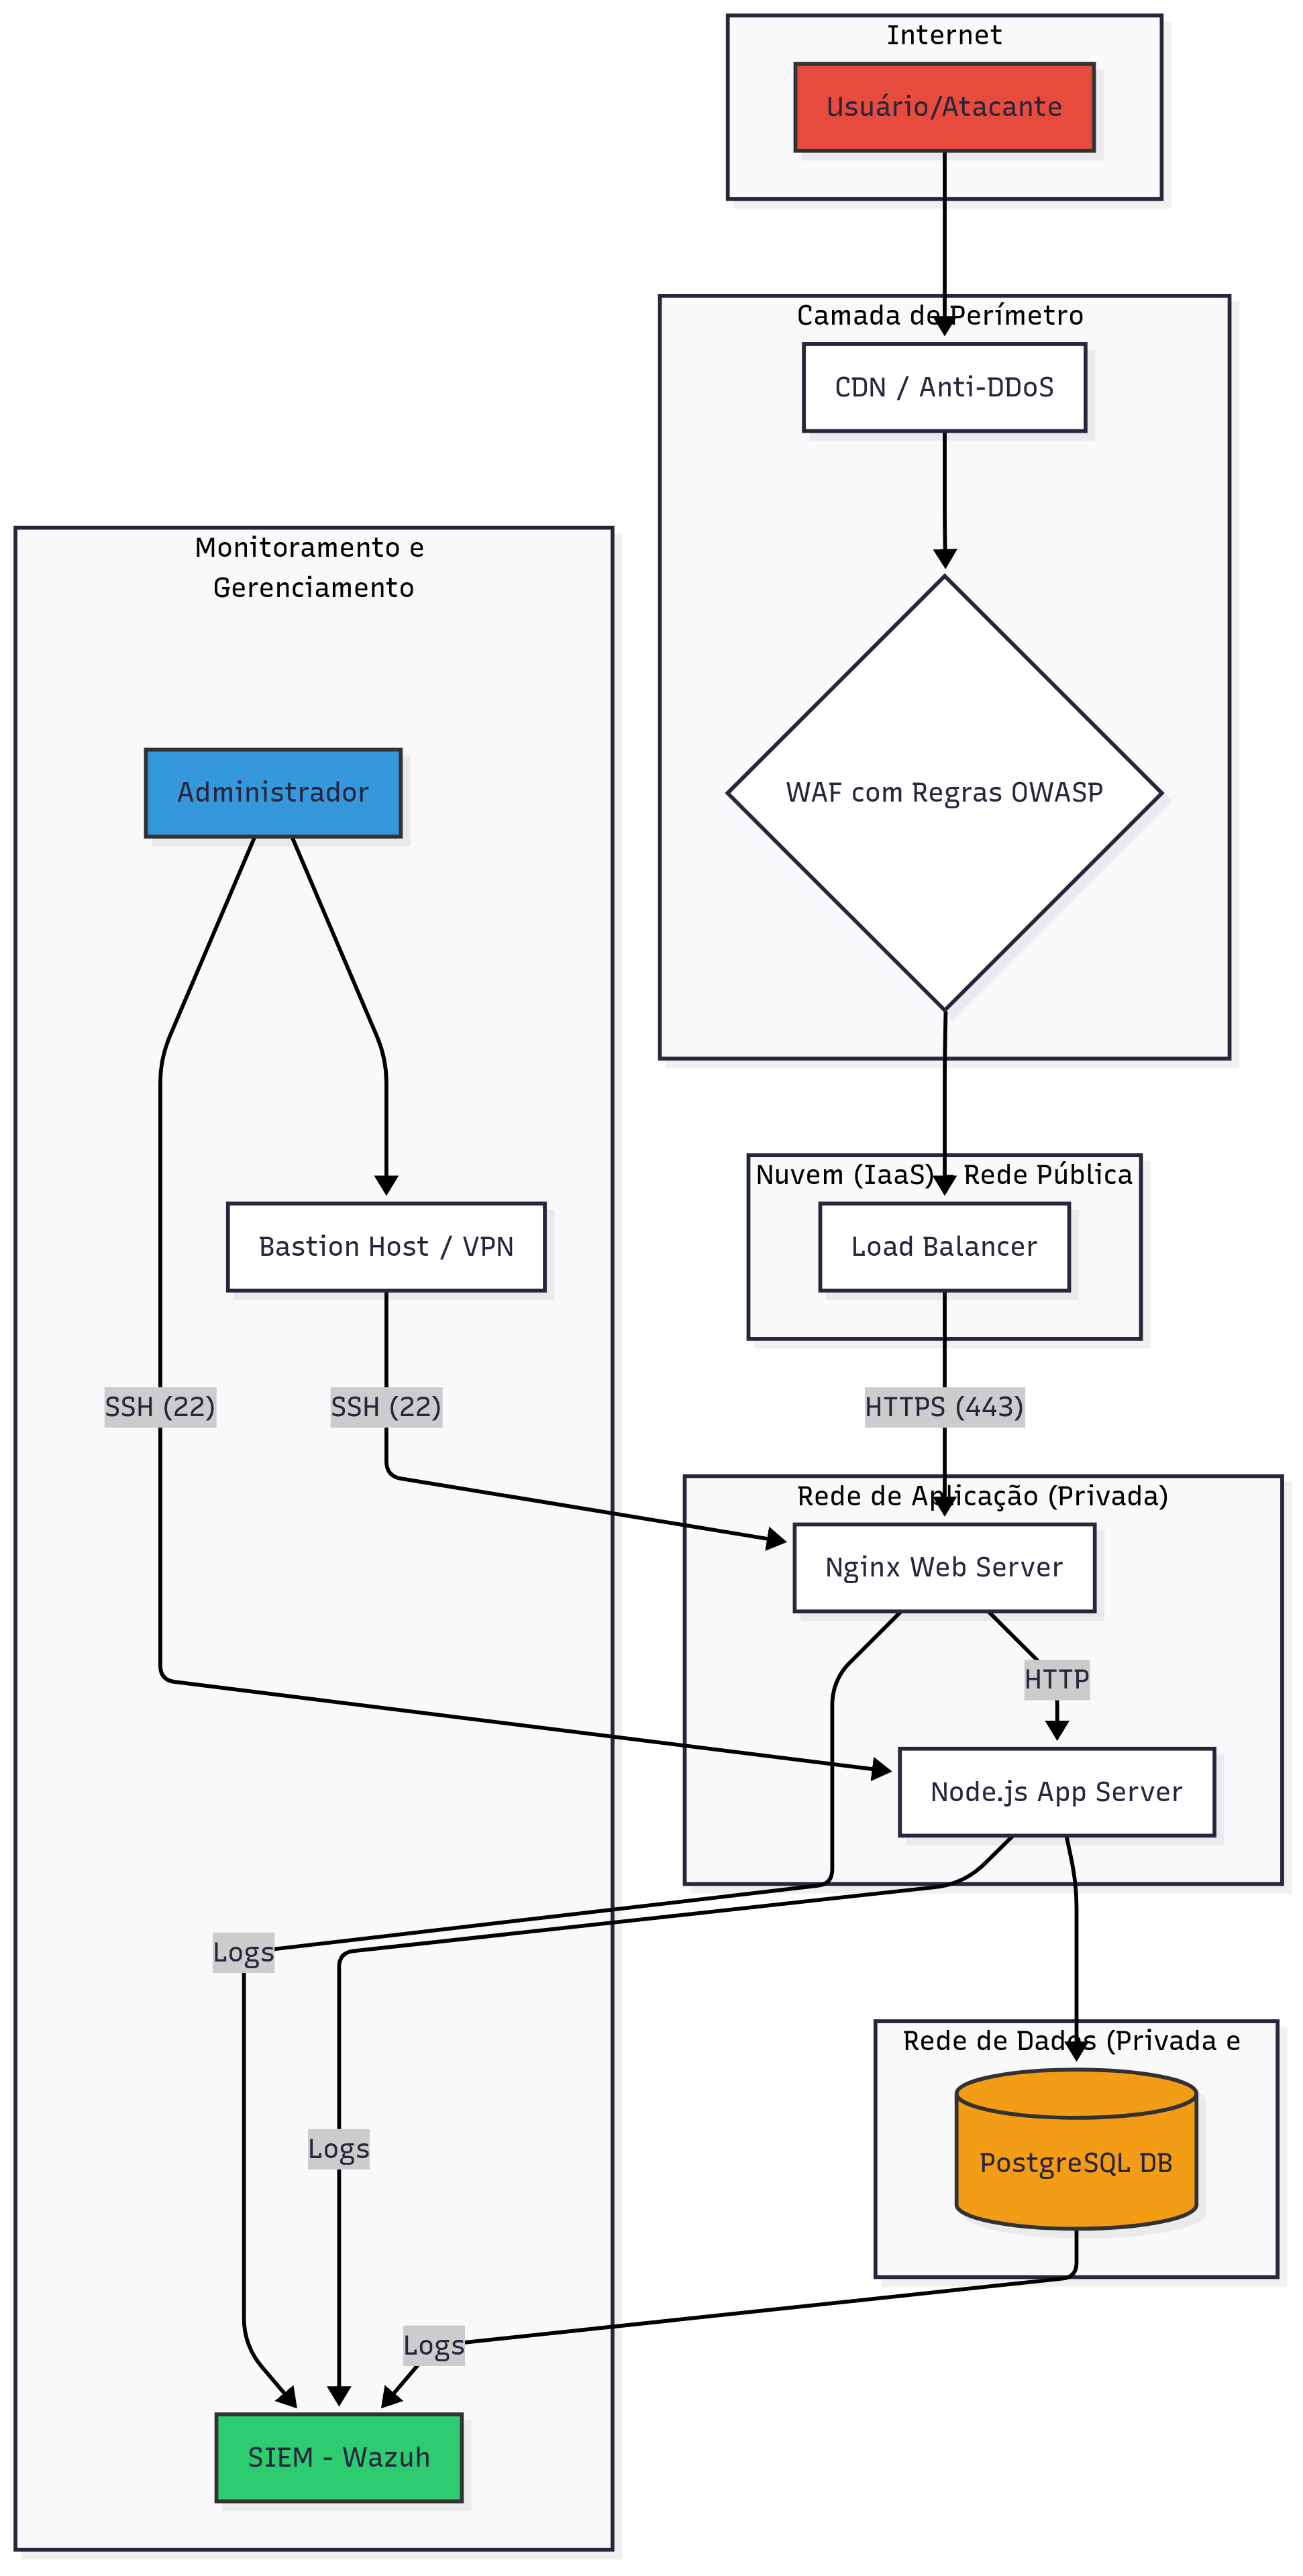 Internet
Usuário/Atacante
Camada de Perímetro
CDN / Anti-DDoS
WAF com Regras OWASP
Monitoramento e
Gerenciamento
Administrador
Bastion Host / VPN
Nuvem (IaaS) - Rede Pública
Load Balancer
SSH (22)
SSH (22)
HTTPS (443)
Rede de Aplicação (Privada)
Nginx Web Server
HTTP
Node.js App Server
Logs
Rede de Dados (Privada e
Logs
PostgreSQL DB
Logs
SIEM - Wazuh